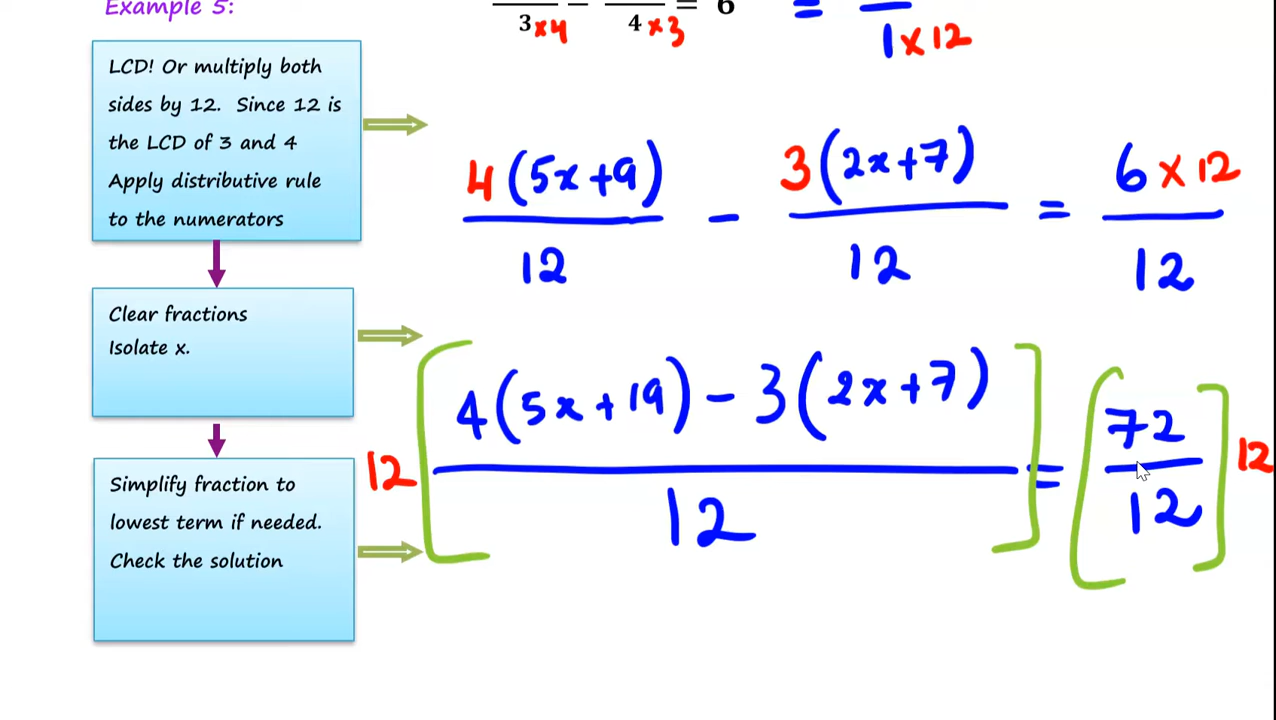 Example 5:
3x4 − 4x3 = 6 =
1x12
LCD! Or multiply both
sides by 12. Since 12 is
the LCD of 3 and 4
Apply distributive rule
to the numerators
4(5x+9) − 3(2x+7) = 6x12
12 12 12
Clear fractions
Isolate x.
12 [ 4(5x+19) − 3(2x+7) ] = [ 72 ] 12
12 12
Simplify fraction to
lowest term if needed.
Check the solution